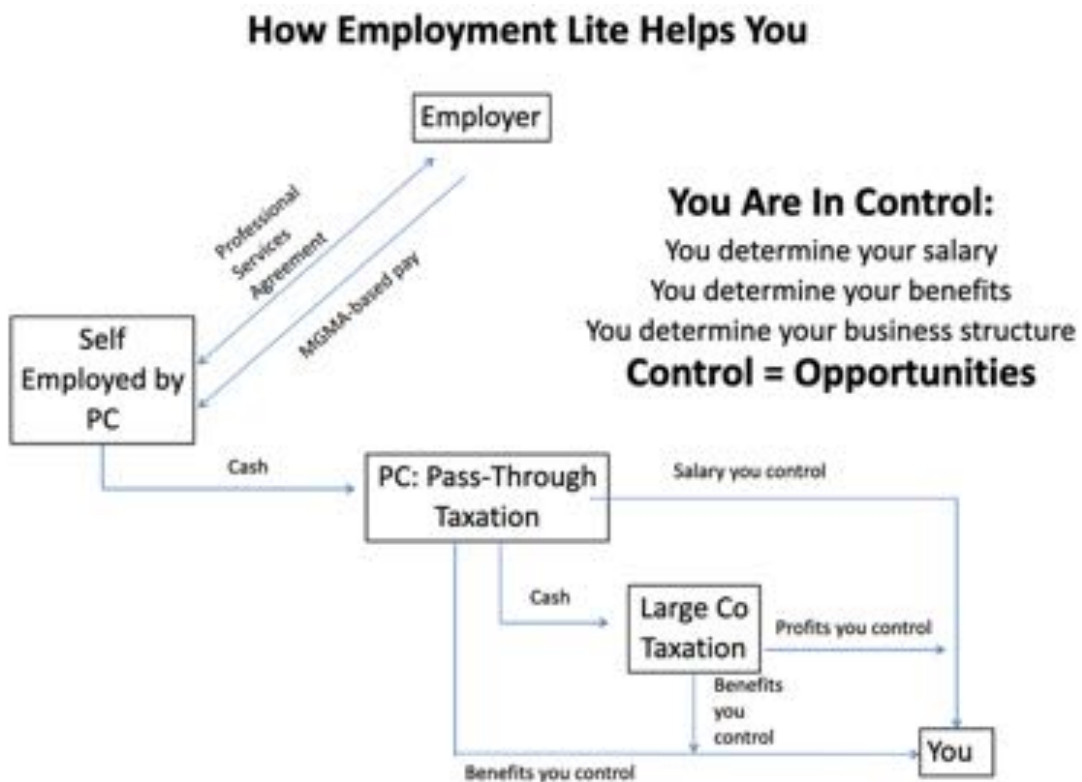 How Employment Lite Helps You
Employer
Professional
Services
Agreement
MGMA-based pay
You Are In Control:
You determine your salary
You determine your benefits
You determine your business structure
Control = Opportunities
Self
Employed by
PC
Cash
PC: Pass-Through
Taxation
Salary you control
Cash
Large Co
Taxation
Profits you control
Benefits
you
control
Benefits you control
You